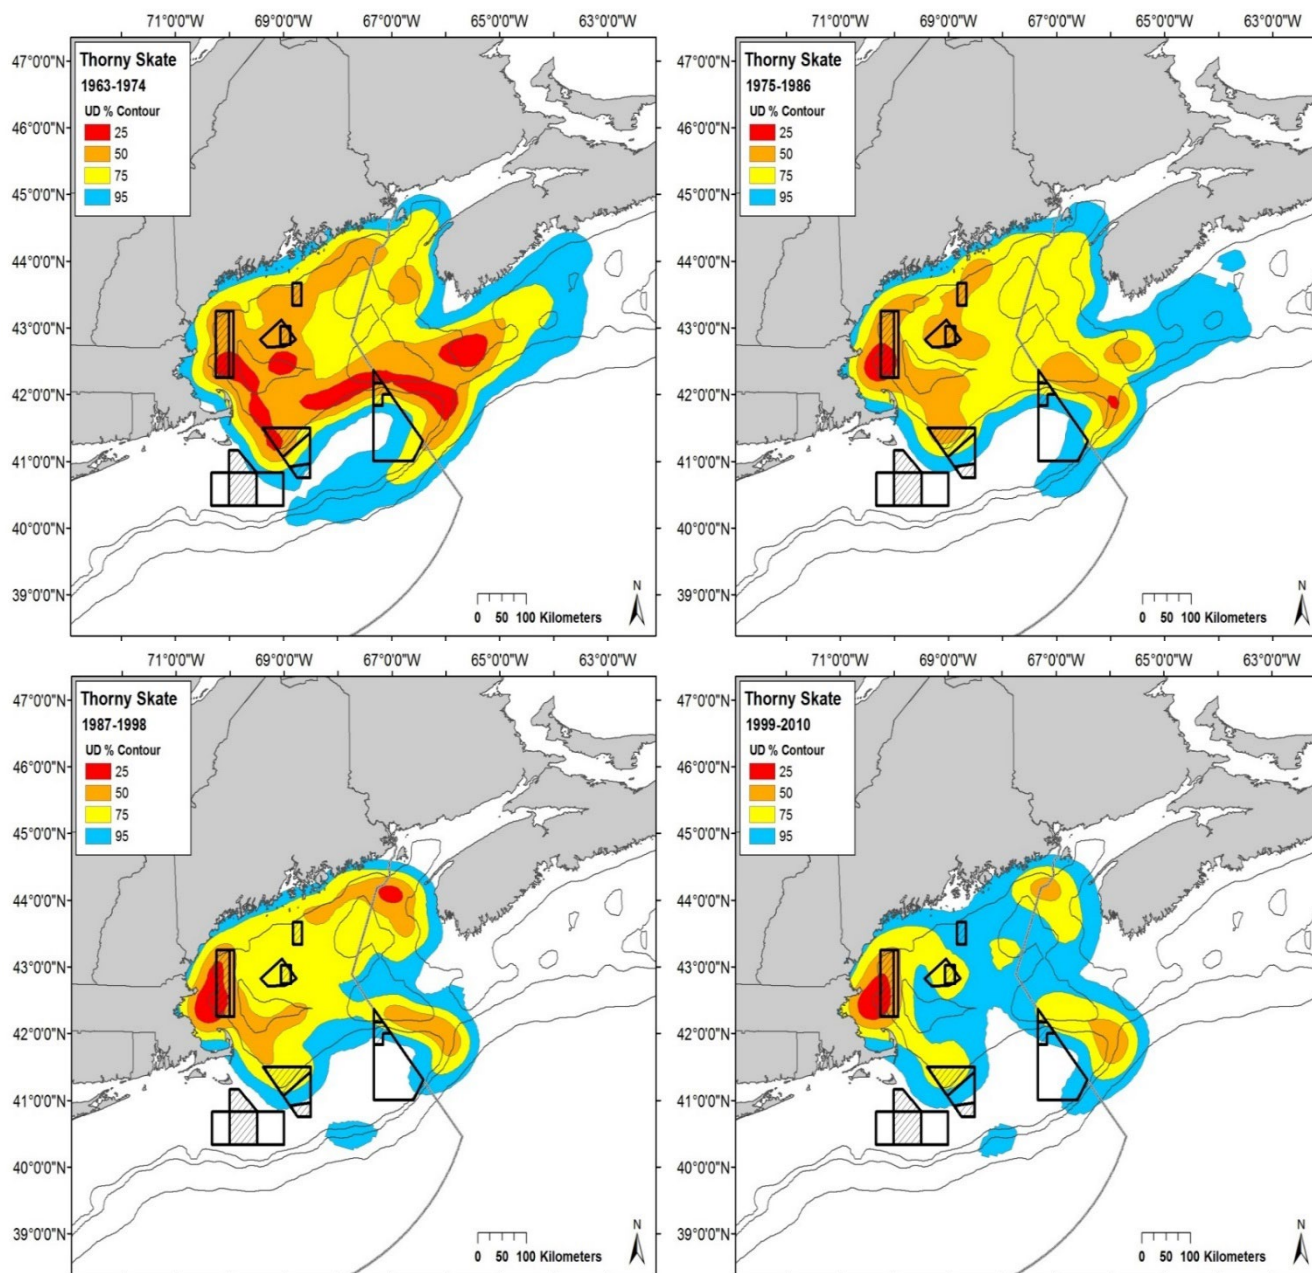 71°0'0"W 69°0'0"W 67°0'0"W 65°0'0"W 63°0'0"W
47°0'0"N
46°0'0"N
45°0'0"N
44°0'0"N
43°0'0"N
42°0'0"N
41°0'0"N
40°0'0"N
39°0'0"N
Thorny Skate
1963-1974
UD % Contour
25
50
75
95
N
0 50 100 Kilometers
71°0'0"W 69°0'0"W 67°0'0"W 65°0'0"W 63°0'0"W
Thorny Skate
1975-1986
UD % Contour
25
50
75
95
47°0'0"N
46°0'0"N
45°0'0"N
44°0'0"N
43°0'0"N
42°0'0"N
41°0'0"N
40°0'0"N
39°0'0"N
N
0 50 100 Kilometers
71°0'0"W 69°0'0"W 67°0'0"W 65°0'0"W 63°0'0"W
47°0'0"N
46°0'0"N
45°0'0"N
44°0'0"N
43°0'0"N
42°0'0"N
41°0'0"N
40°0'0"N
39°0'0"N
Thorny Skate
1987-1998
UD % Contour
25
50
75
95
N
0 50 100 Kilometers
71°0'0"W 69°0'0"W 67°0'0"W 65°0'0"W 63°0'0"W
47°0'0"N
46°0'0"N
45°0'0"N
44°0'0"N
43°0'0"N
42°0'0"N
41°0'0"N
40°0'0"N
39°0'0"N
Thorny Skate
1999-2010
UD % Contour
25
50
75
95
N
0 50 100 Kilometers